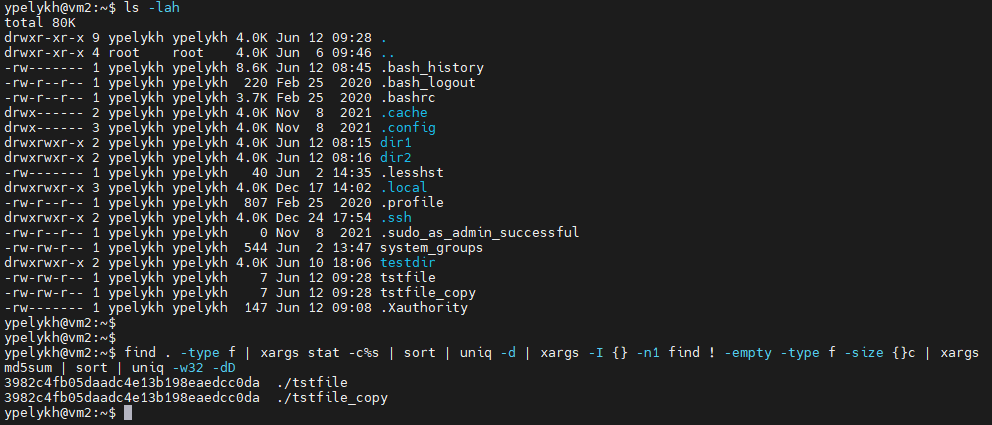 ypelykh@vm2:~$ ls -lah
total 80K
drwxr-xr-x 9 ypelykh ypelykh 4.0K Jun 12 09:28 .
drwxr-xr-x 4 root    root    4.0K Jun  6 09:46 ..
-rw------- 1 ypelykh ypelykh 8.6K Jun 12 08:45 .bash_history
-rw-r--r-- 1 ypelykh ypelykh  220 Feb 25  2020 .bash_logout
-rw-r--r-- 1 ypelykh ypelykh 3.7K Feb 25  2020 .bashrc
drwx------ 2 ypelykh ypelykh 4.0K Nov  8  2021 .cache
drwx------ 3 ypelykh ypelykh 4.0K Nov  8  2021 .config
drwxrwxr-x 2 ypelykh ypelykh 4.0K Jun 12 08:15 dir1
drwxrwxr-x 2 ypelykh ypelykh 4.0K Jun 12 08:16 dir2
-rw------- 1 ypelykh ypelykh   40 Jun  2 14:35 .lesshst
drwxrwxr-x 3 ypelykh ypelykh 4.0K Dec 17 14:02 .local
-rw-r--r-- 1 ypelykh ypelykh  807 Feb 25  2020 .profile
drwxrwxr-x 2 ypelykh ypelykh 4.0K Dec 24 17:54 .ssh
-rw-r--r-- 1 ypelykh ypelykh    0 Nov  8  2021 .sudo_as_admin_successful
-rw-rw-r-- 1 ypelykh ypelykh  544 Jun  2 13:47 system_groups
drwxrwxr-x 2 ypelykh ypelykh 4.0K Jun 10 18:06 testdir
-rw-rw-r-- 1 ypelykh ypelykh    7 Jun 12 09:28 tstfile
-rw-rw-r-- 1 ypelykh ypelykh    7 Jun 12 09:28 tstfile_copy
-rw------- 1 ypelykh ypelykh  147 Jun 12 09:08 .Xauthority
ypelykh@vm2:~$
ypelykh@vm2:~$
ypelykh@vm2:~$ find . -type f | xargs stat -c%s | sort | uniq -d | xargs -I {} -n1 find ! -empty -type f -size {}c | xargs
md5sum | sort | uniq -w32 -dD
3982c4fb05daadc4e13b198eaedcc0da  ./tstfile
3982c4fb05daadc4e13b198eaedcc0da  ./tstfile_copy
ypelykh@vm2:~$